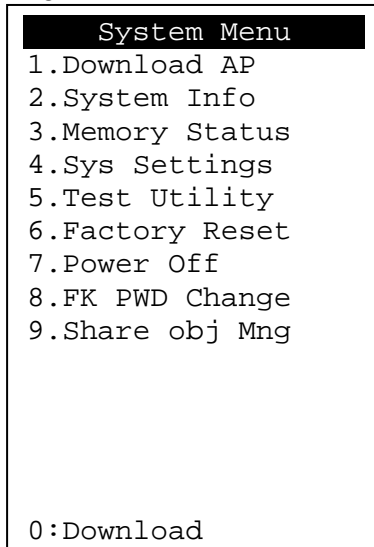 System Menu
1.Download AP
2.System Info
3.Memory Status
4.Sys Settings
5.Test Utility
6.Factory Reset
7.Power Off
8.FK PWD Change
9.Share obj Mng
0:Download